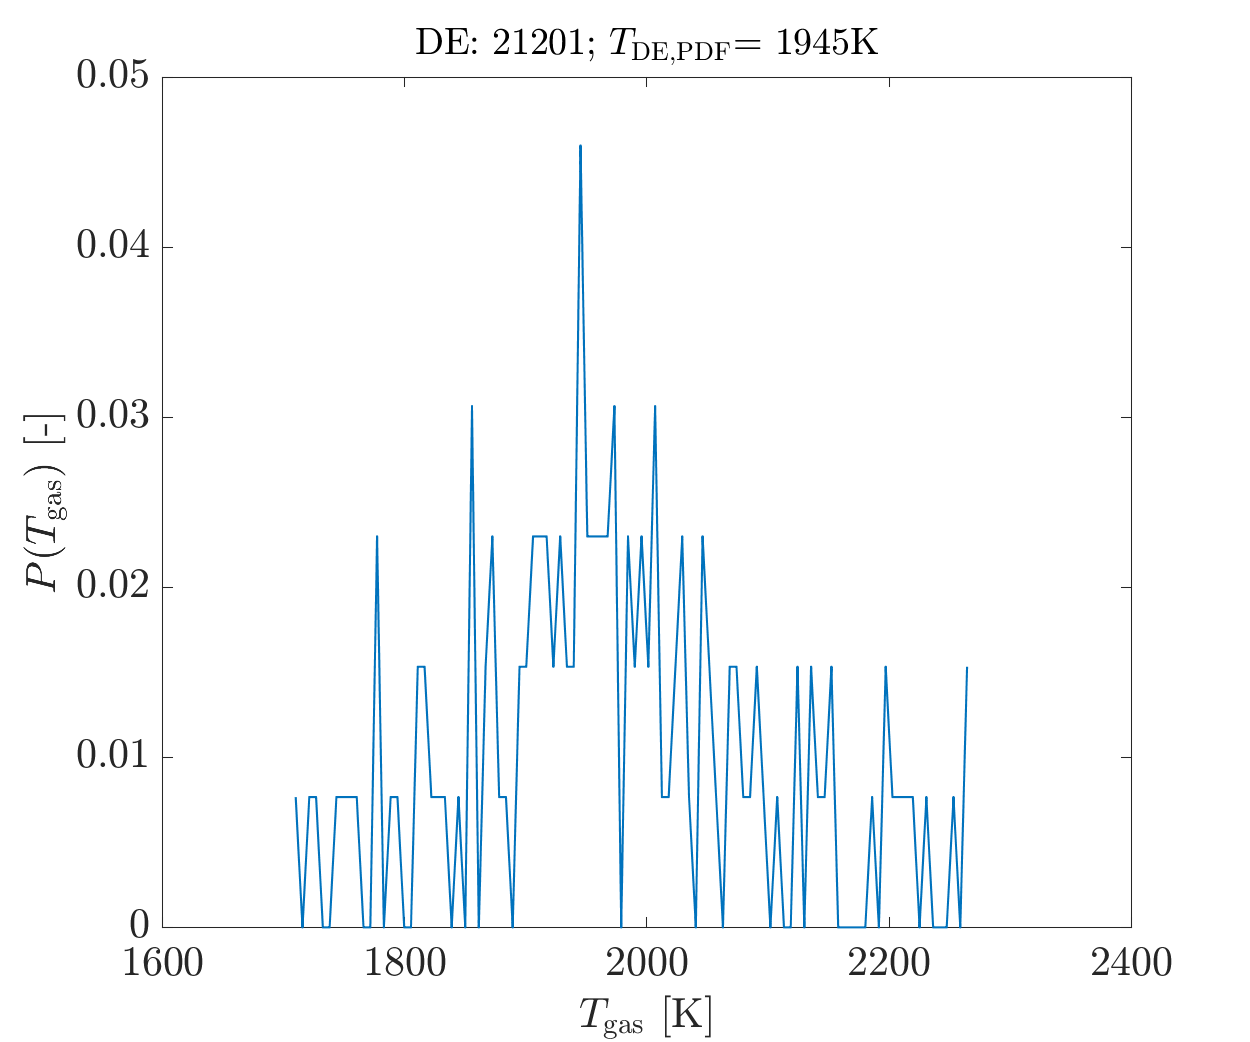 DE: 21201; T_DE,PDF= 1945K
0.05
0.04
0.03
0.02
0.01
0
P(T_gas) [-]
1600 1800 2000 2200 2400
T_gas [K]